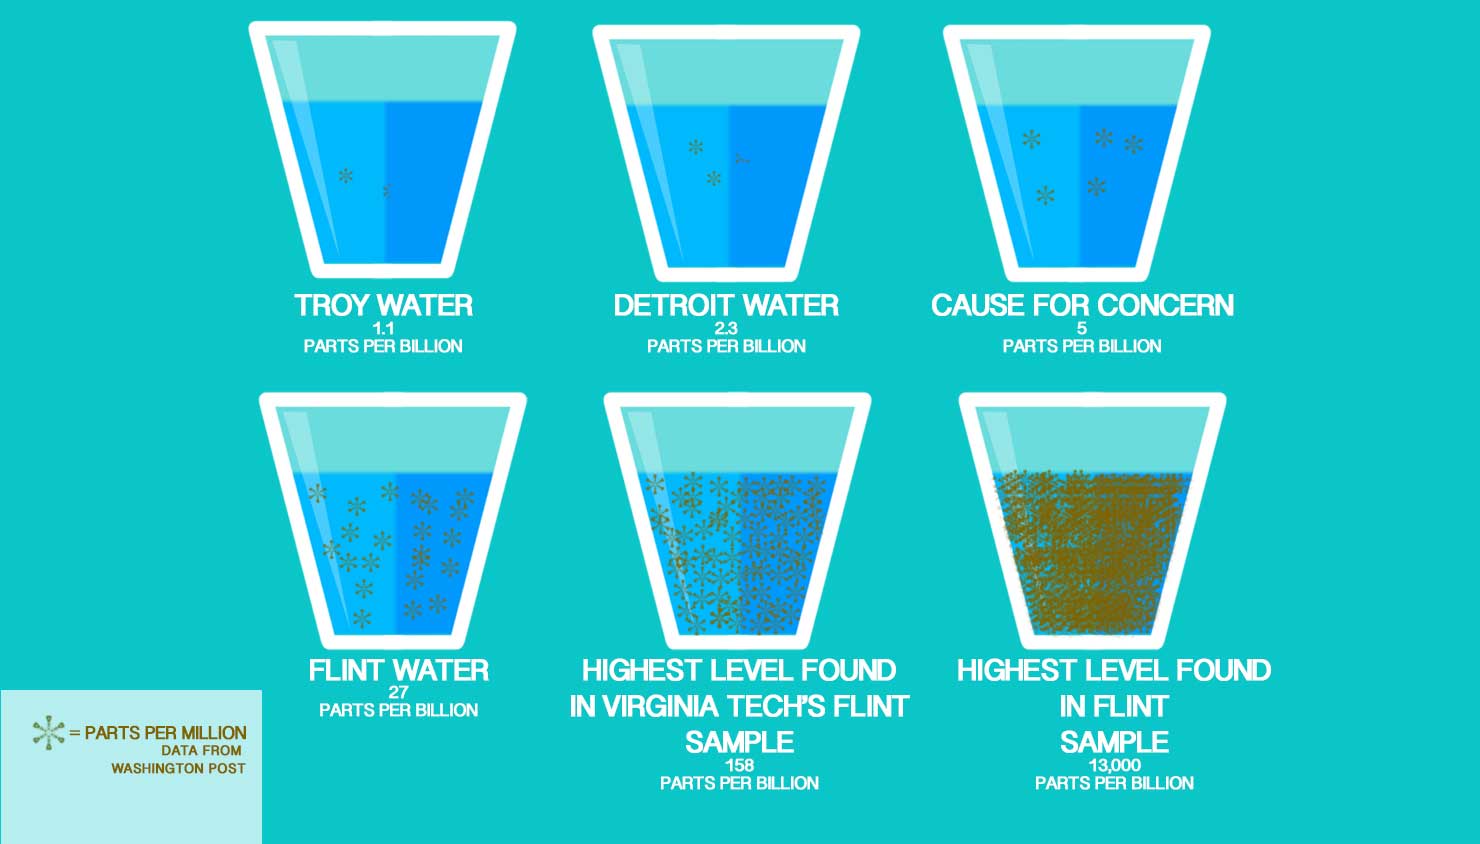 TROY WATER
1.1
PARTS PER BILLION
DETROIT WATER
2.3
PARTS PER BILLION
CAUSE FOR CONCERN
5
PARTS PER BILLION
FLINT WATER
27
PARTS PER BILLION
HIGHEST LEVEL FOUND
IN VIRGINIA TECH'S FLINT
SAMPLE
158
PARTS PER BILLION
HIGHEST LEVEL FOUND
IN FLINT
SAMPLE
13,000
PARTS PER BILLION
= PARTS PER MILLION
DATA FROM
WASHINGTON POST